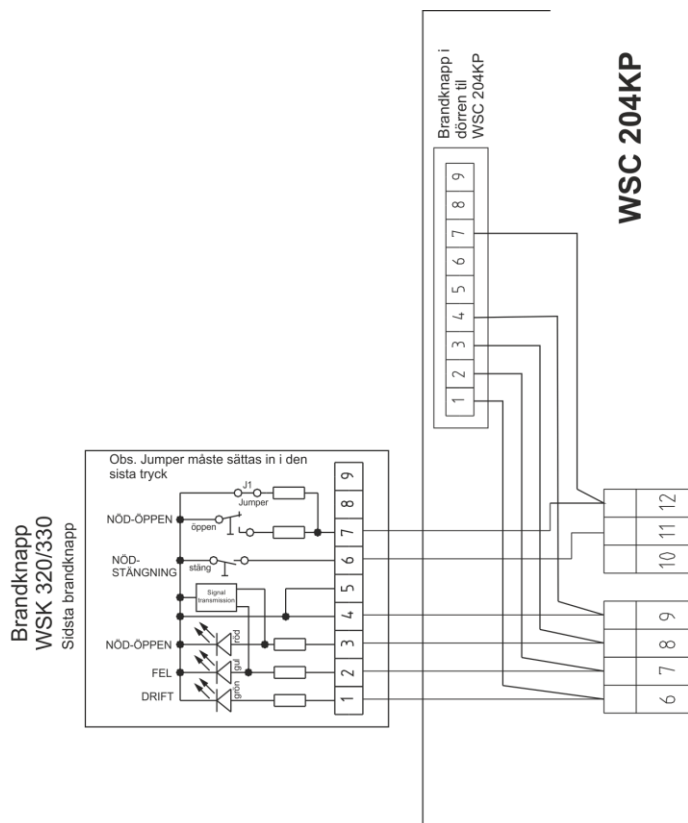 Brandknapp
WSK 320/330
Sidsta brandknapp
Obs. Jumper måste sättas in i den
sista tryck
NÖD-ÖPPEN
öppen
J1
Jumper
NÖD-
STÄNGNING
stäng
Signal
transmission
NÖD-ÖPPEN
röd
FEL
gul
DRIFT
grön
9
8
7
6
5
4
3
2
1
Brandknapp i
dörren til
WSC 204KP
9
8
7
6
5
4
3
2
1
WSC 204KP
12
11
10
9
8
7
6